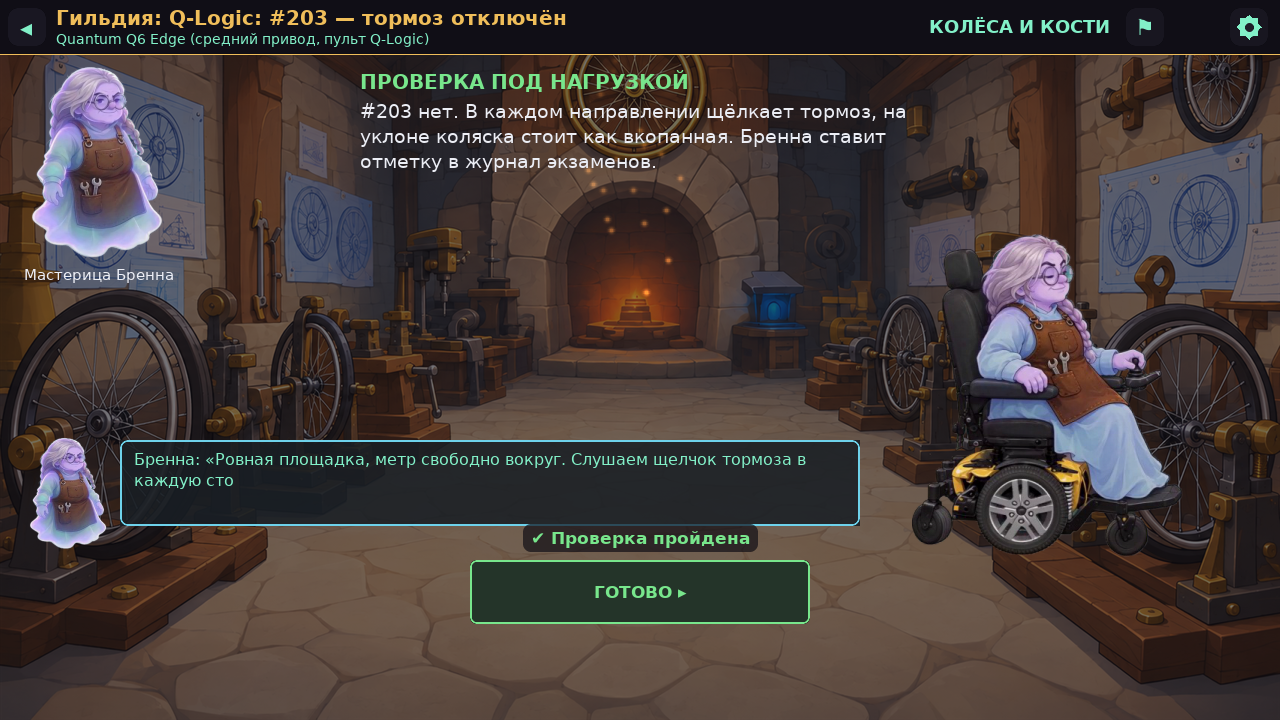 Гильдия: Q-Logic: #203 — тормоз отключён
Quantum Q6 Edge (средний привод, пульт Q-Logic)
КОЛЁСА И КОСТИ
ПРОВЕРКА ПОД НАГРУЗКОЙ
#203 нет. В каждом направлении щёлкает тормоз, на
уклоне коляска стоит как вкопанная. Бренна ставит
отметку в журнал экзаменов.
Мастерица Бренна
Бренна: «Ровная площадка, метр свободно вокруг. Слушаем щелчок тормоза в
каждую сто
✔ Проверка пройдена
ГОТОВО ▸